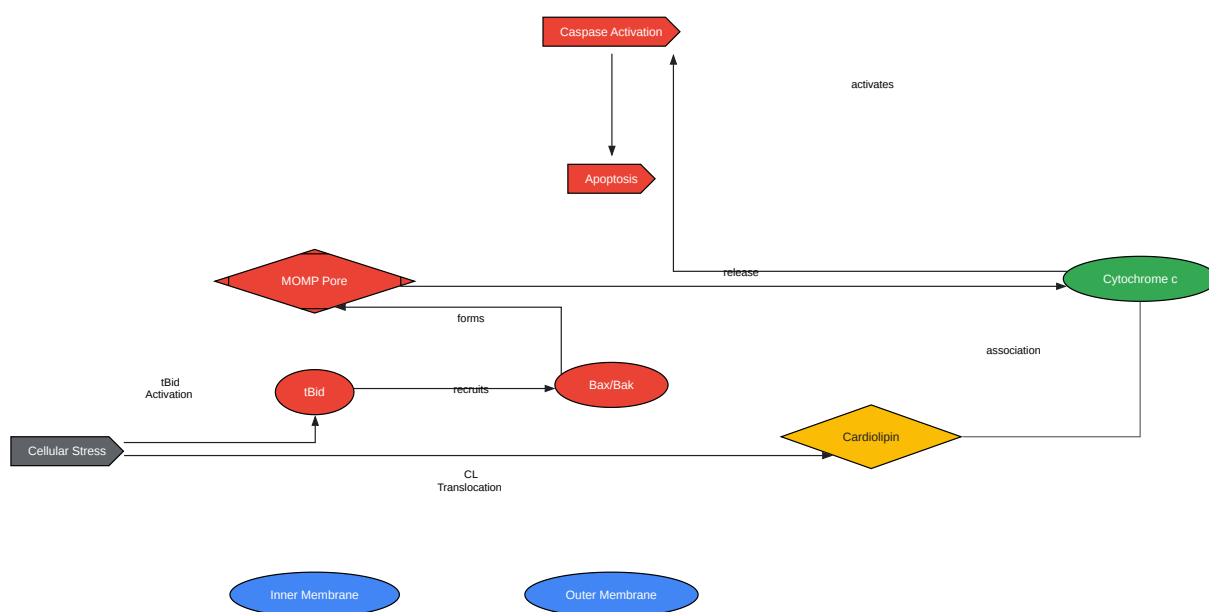 Caspase Activation
activates
Apoptosis
release
Cytochrome c
MOMP Pore
forms
association
tBid
Activation
tBid
recruits
Bax/Bak
Cardiolipin
Cellular Stress
CL
Translocation
Inner Membrane
Outer Membrane